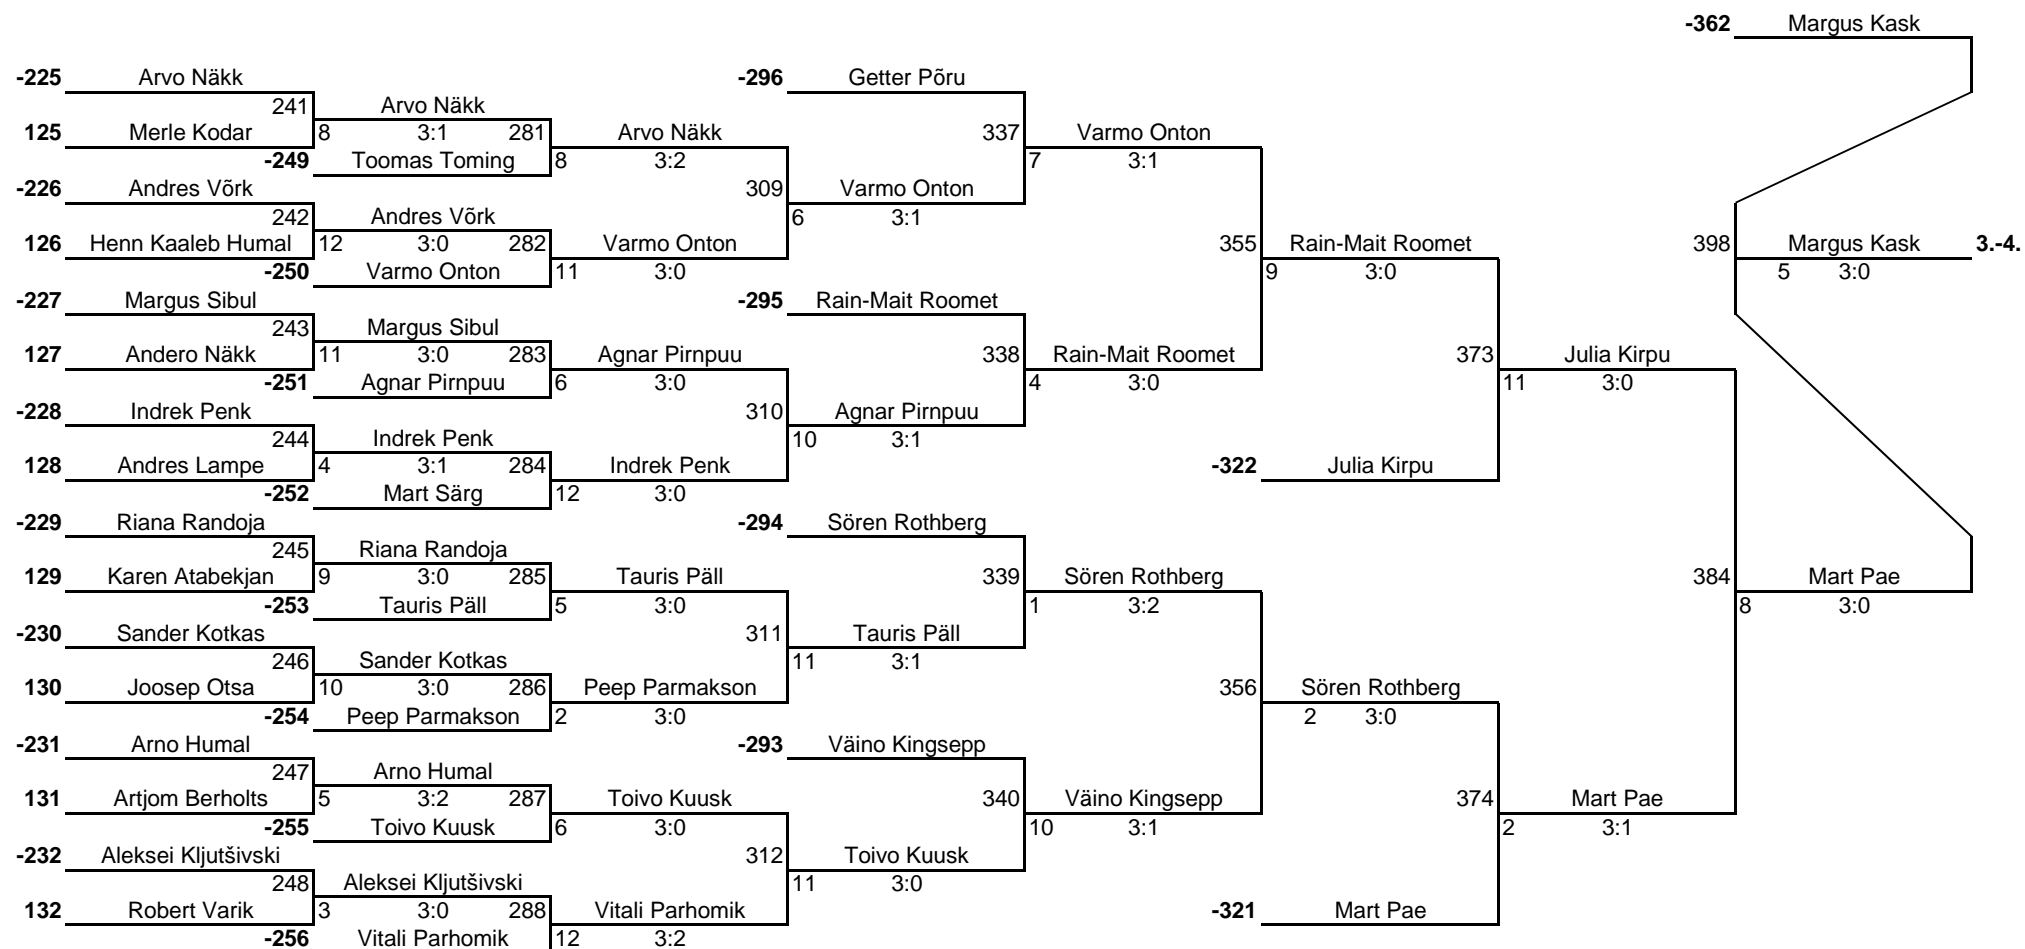 -362 Margus Kask
-225 Arvo Näkk -296 Getter Põru
241 Arvo Näkk
125 Merle Kodar 8 3:1 281 Arvo Näkk 337 Varmo Onton
-249 Toomas Toming 8 3:2 7 3:1
-226 Andres Võrk 309 Varmo Onton
242 Andres Võrk 6 3:1
126 Henn Kaaleb Humal 12 3:0 282 Varmo Onton 355 Rain-Mait Roomet 398 Margus Kask 3.-4.
-250 Varmo Onton 11 3:0 9 3:0 5 3:0
-227 Margus Sibul -295 Rain-Mait Roomet
243 Margus Sibul
127 Andero Näkk 11 3:0 283 Agnar Pirnpuu 338 Rain-Mait Roomet 373 Julia Kirpu
-251 Agnar Pirnpuu 6 3:0 4 3:0 11 3:0
-228 Indrek Penk 310 Agnar Pirnpuu
244 Indrek Penk 10 3:1
128 Andres Lampe 4 3:1 284 Indrek Penk -322 Julia Kirpu
-252 Mart Särg 12 3:0
-229 Riana Randoja -294 Sören Rothberg
245 Riana Randoja
129 Karen Atabekjan 9 3:0 285 Tauris Päll 339 Sören Rothberg 384 Mart Pae
-253 Tauris Päll 5 3:0 1 3:2 8 3:0
-230 Sander Kotkas 311 Tauris Päll
246 Sander Kotkas 11 3:1
130 Joosep Otsa 10 3:0 286 Peep Parmakson 356 Sören Rothberg
-254 Peep Parmakson 2 3:0 2 3:0
-231 Arno Humal -293 Väino Kingsepp
247 Arno Humal
131 Artjom Berholts 5 3:2 287 Toivo Kuusk 340 Väino Kingsepp 374 Mart Pae
-255 Toivo Kuusk 6 3:0 10 3:1 2 3:1
-232 Aleksei Kljutšivski 312 Toivo Kuusk
248 Aleksei Kljutšivski 11 3:0
132 Robert Varik 3 3:0 288 Vitali Parhomik -321 Mart Pae
-256 Vitali Parhomik 12 3:2